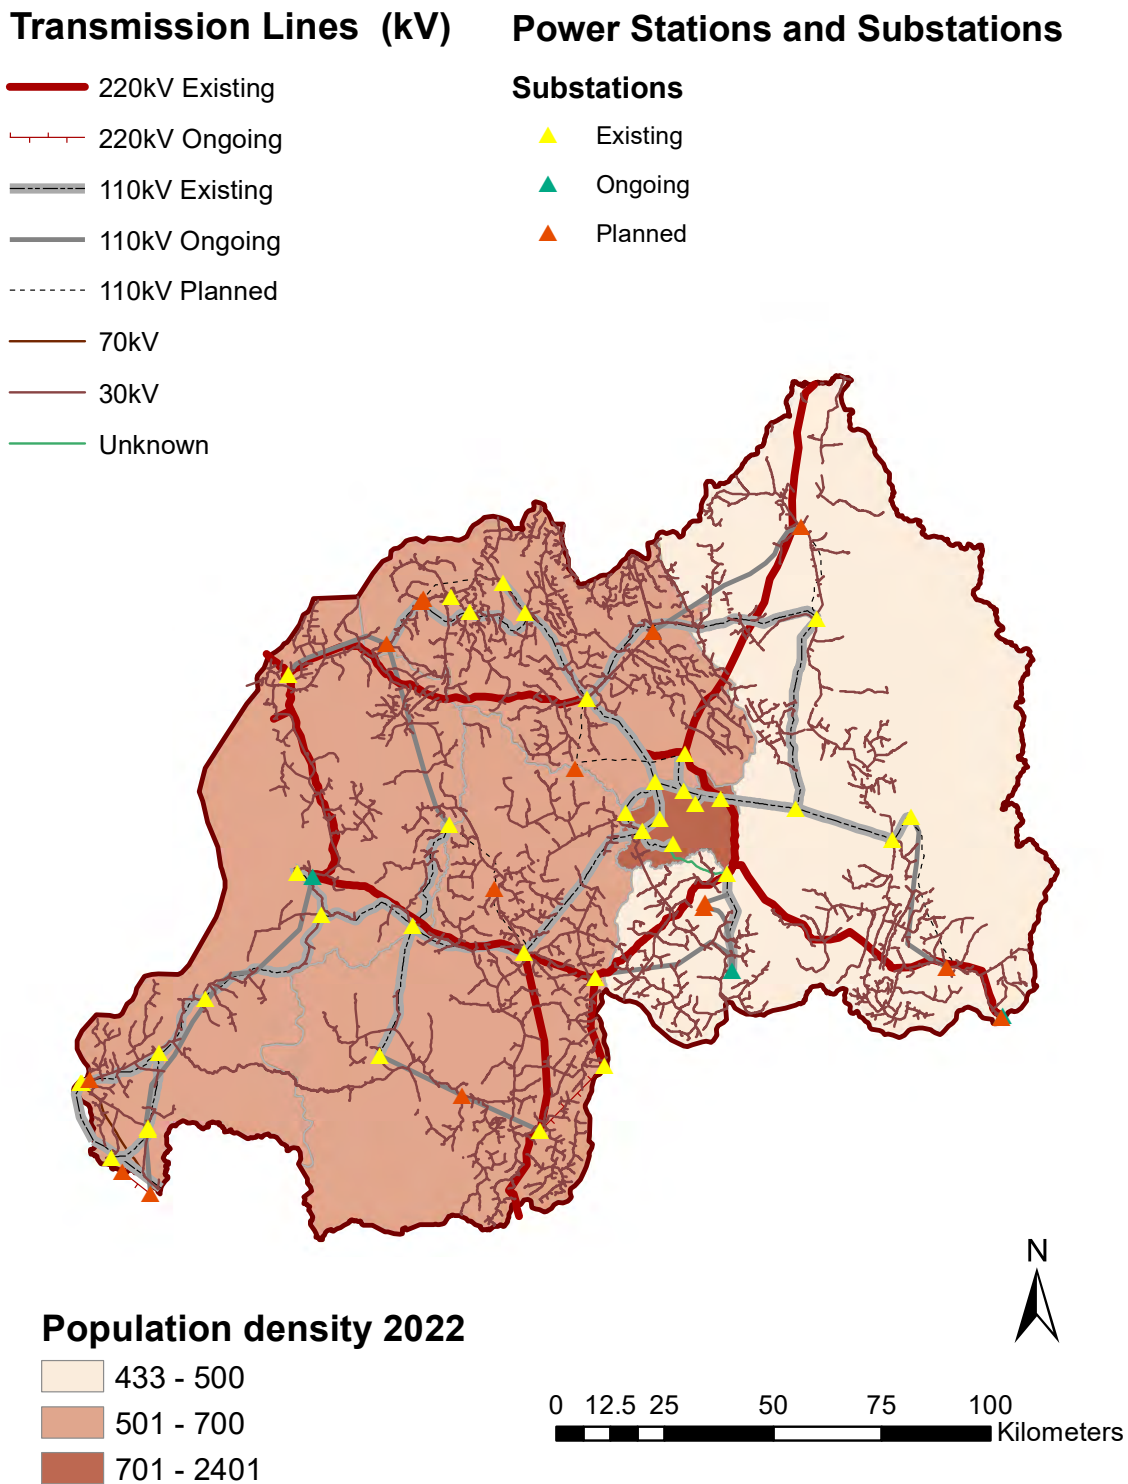 Transmission Lines (kV)
220kV Existing
220kV Ongoing
110kV Existing
110kV Ongoing
110kV Planned
70kV
30kV
Unknown
Power Stations and Substations
Substations
Existing
Ongoing
Planned
N
Population density 2022
433 - 500
501 - 700
701 - 2401
0 12.5 25 50 75 100
Kilometers